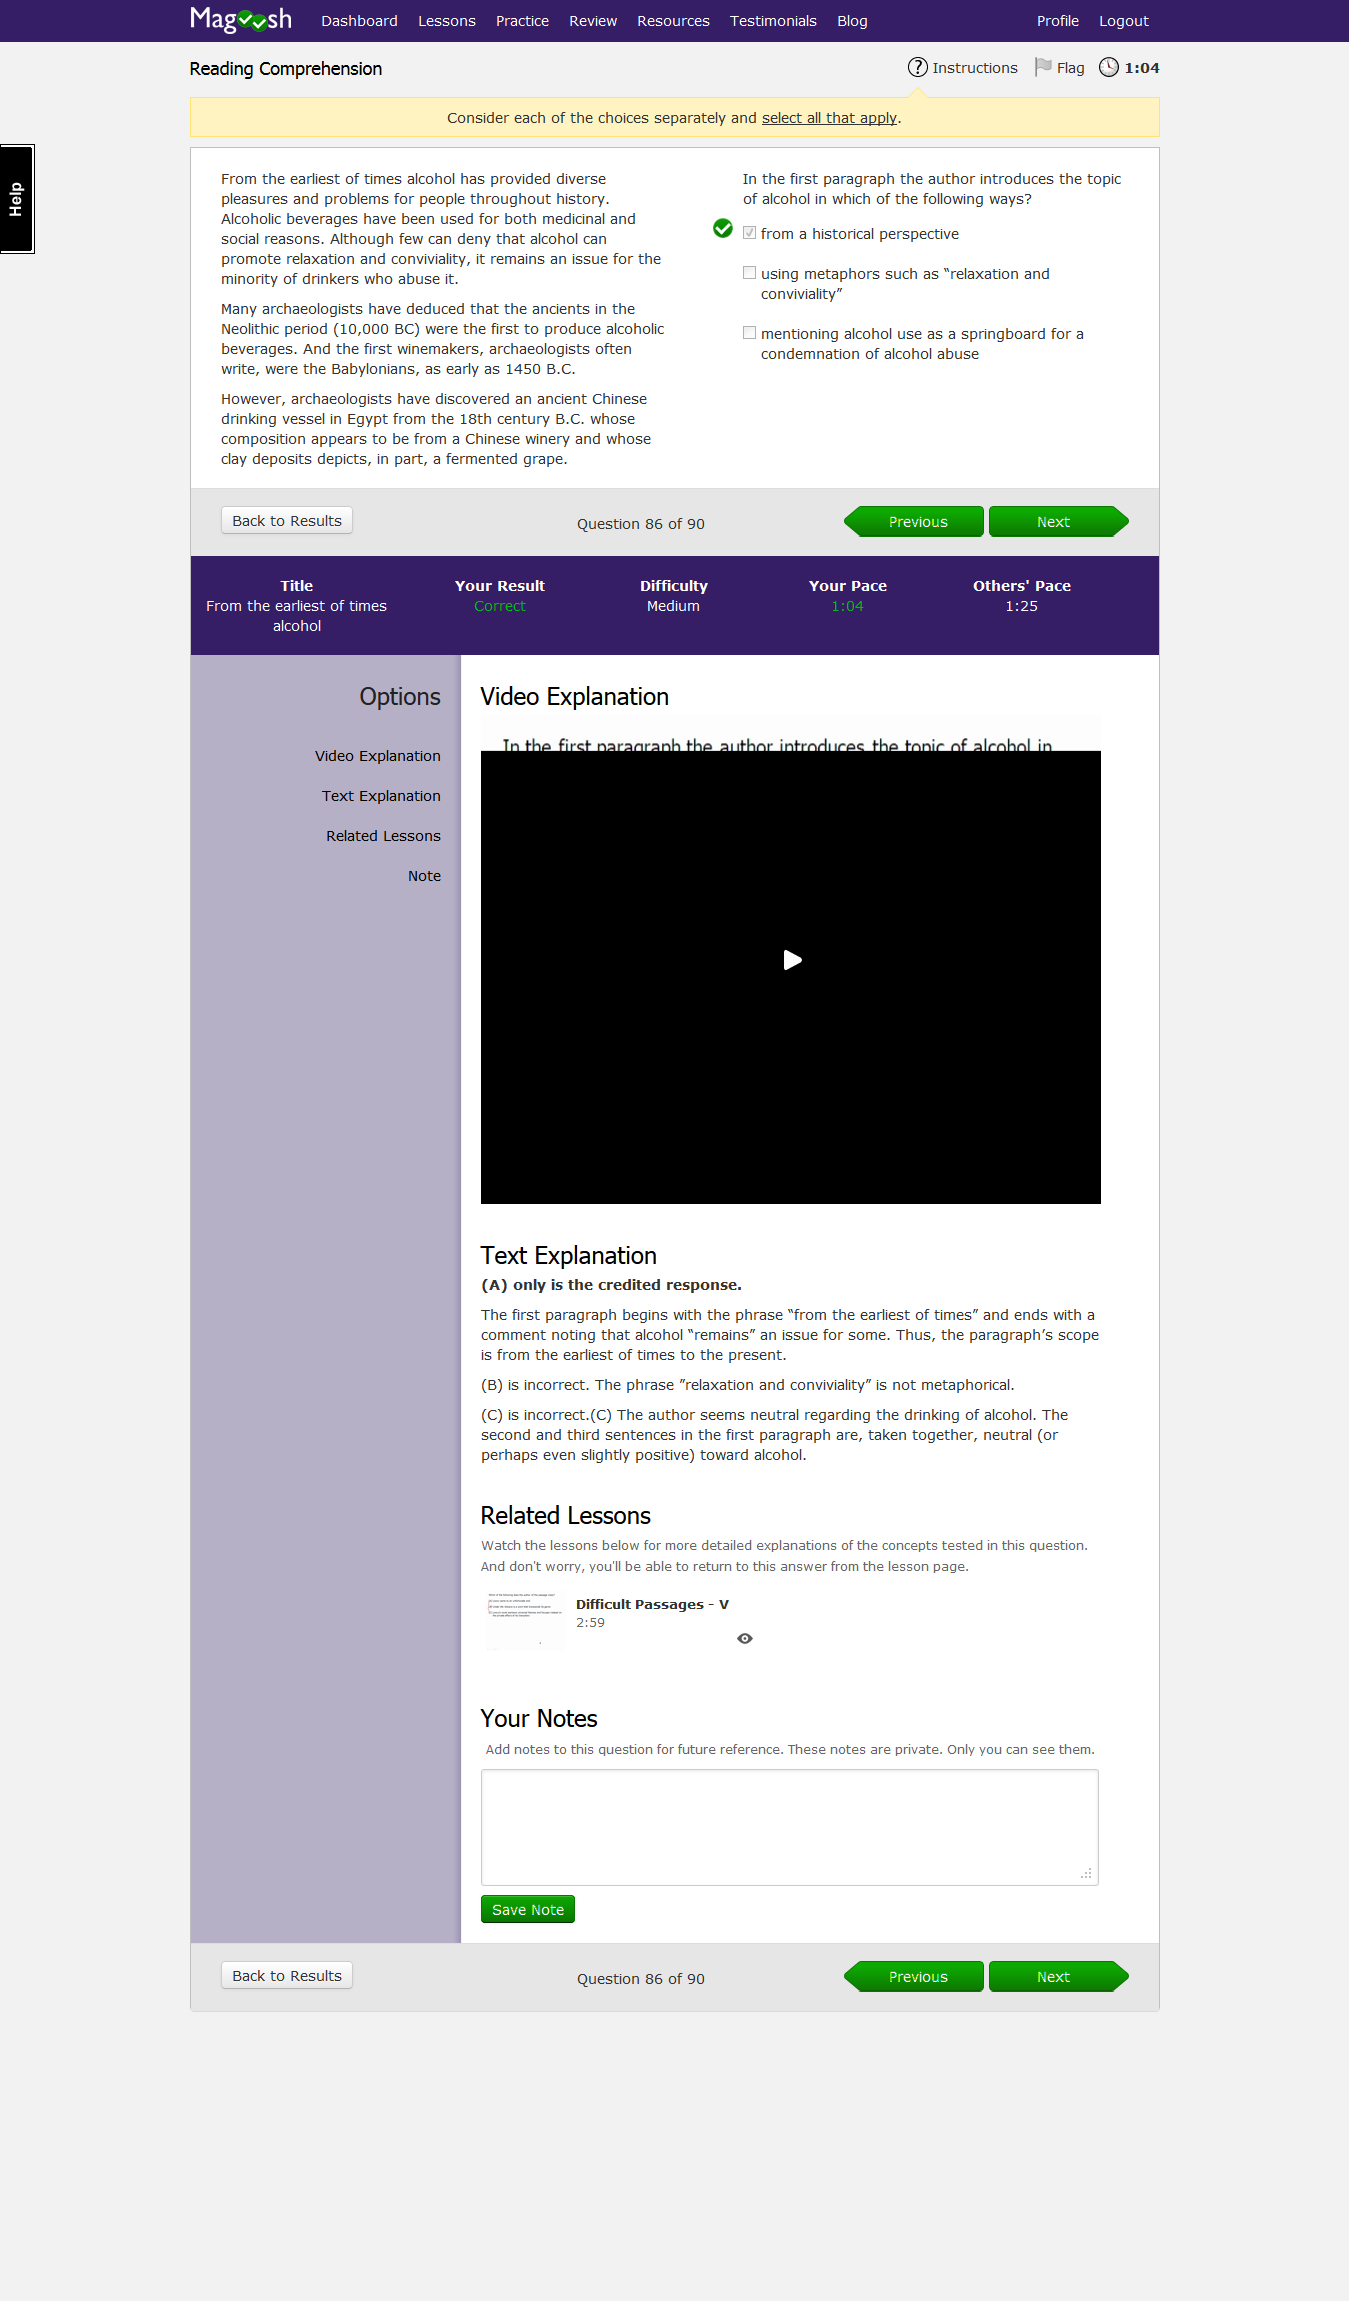 Magoosh Dashboard Lessons Practice Review Resources Testimonials Blog Profile Logout
Reading Comprehension
? Instructions Flag 1:04
Consider each of the choices separately and select all that apply.
Help
From the earliest of times alcohol has provided diverse
pleasures and problems for people throughout history.
Alcoholic beverages have been used for both medicinal and
social reasons. Although few can deny that alcohol can
promote relaxation and conviviality, it remains an issue for the
minority of drinkers who abuse it.
Many archaeologists have deduced that the ancients in the
Neolithic period (10,000 BC) were the first to produce alcoholic
beverages. And the first winemakers, archaeologists often
write, were the Babylonians, as early as 1450 B.C.
However, archaeologists have discovered an ancient Chinese
drinking vessel in Egypt from the 18th century B.C. whose
composition appears to be from a Chinese winery and whose
clay deposits depicts, in part, a fermented grape.
In the first paragraph the author introduces the topic
of alcohol in which of the following ways?
from a historical perspective
using metaphors such as “relaxation and
conviviality”
mentioning alcohol use as a springboard for a
condemnation of alcohol abuse
Back to Results Question 86 of 90 Previous Next
Title Your Result Difficulty Your Pace Others' Pace
From the earliest of times Correct Medium 1:04 1:25
alcohol
Options
Video Explanation
Text Explanation
Related Lessons
Note
Video Explanation
In the first paragraph the author introduces the topic of alcohol in
Text Explanation
(A) only is the credited response.
The first paragraph begins with the phrase “from the earliest of times” and ends with a
comment noting that alcohol “remains” an issue for some. Thus, the paragraph’s scope
is from the earliest of times to the present.
(B) is incorrect. The phrase ”relaxation and conviviality” is not metaphorical.
(C) is incorrect.(C) The author seems neutral regarding the drinking of alcohol. The
second and third sentences in the first paragraph are, taken together, neutral (or
perhaps even slightly positive) toward alcohol.
Related Lessons
Watch the lessons below for more detailed explanations of the concepts tested in this question.
And don't worry, you'll be able to return to this answer from the lesson page.
Difficult Passages - V
2:59
Your Notes
Add notes to this question for future reference. These notes are private. Only you can see them.
Save Note
Back to Results Question 86 of 90 Previous Next